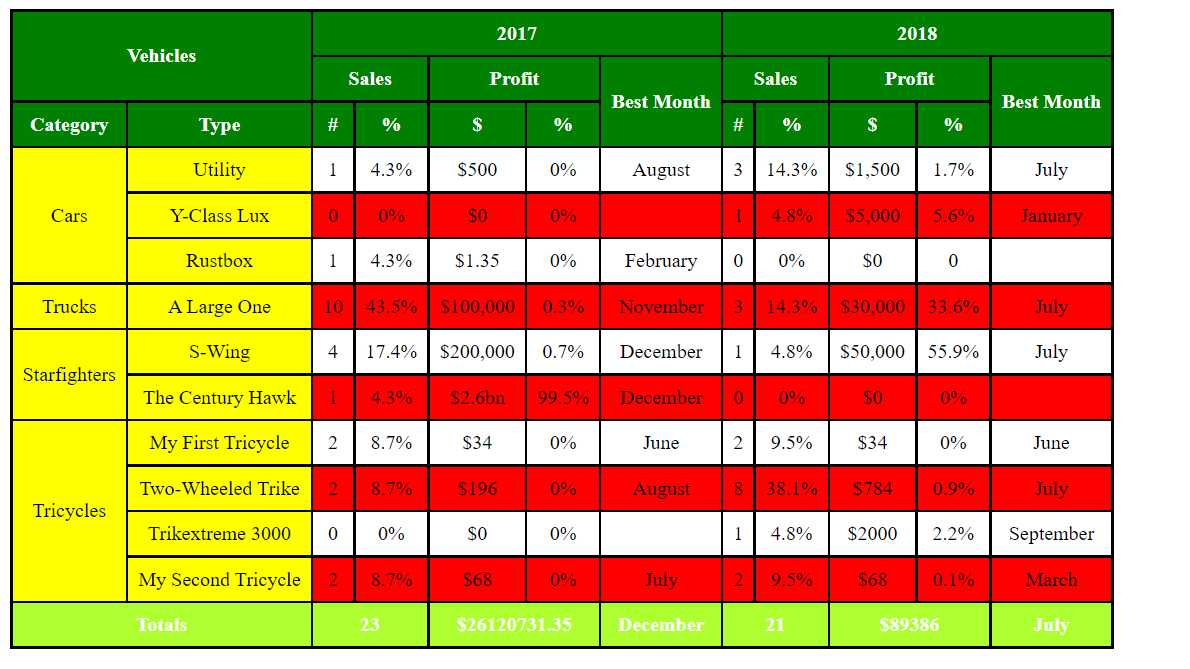 2017 2018
Vehicles
Sales Profit Sales Profit
Best Month Best Month
Category Type # % $ % # % $ %
Utility 1 4.3% $500 0% August 3 14.3% $1,500 1.7% July
Cars Y-Class Lux 0 0% $0 0% 1 4.8% $5,000 5.6% January
Rustbox 1 4.3% $1.35 0% February 0 0% $0 0
Trucks A Large One 10 43.5% $100,000 0.3% November 3 14.3% $30,000 33.6% July
S-Wing 4 17.4% $200,000 0.7% December 1 4.8% $50,000 55.9% July
Starfighters
The Century Hawk 1 4.3% $2.6bn 99.5% December 0 0% $0 0%
My First Tricycle 2 8.7% $34 0% June 2 9.5% $34 0% June
Two-Wheeled Trike 2 8.7% $196 0% August 8 38.1% $784 0.9% July
Tricycles
Trikextreme 3000 0 0% $0 0% 1 4.8% $2000 2.2% September
My Second Tricycle 2 8.7% $68 0% July 2 9.5% $68 0.1% March
Totals 23 $26120731.35 December 21 $89386 July